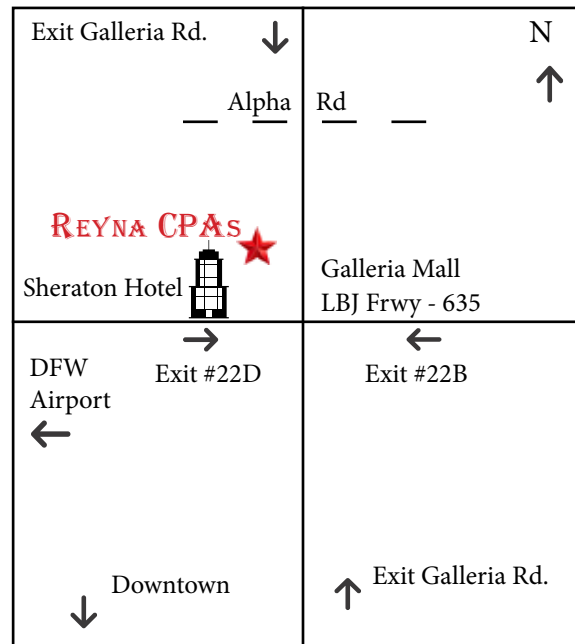 Exit Galleria Rd.
N
Alpha Rd
REYNA CPAS
Sheraton Hotel
Galleria Mall
LBJ Frwy - 635
DFW
Airport
Exit #22D
Exit #22B
Downtown
Exit Galleria Rd.